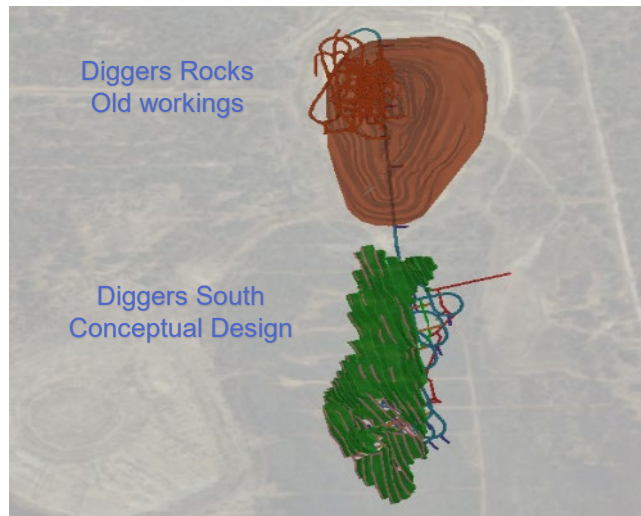 Diggers Rocks
Old workings
Diggers South
Conceptual Design